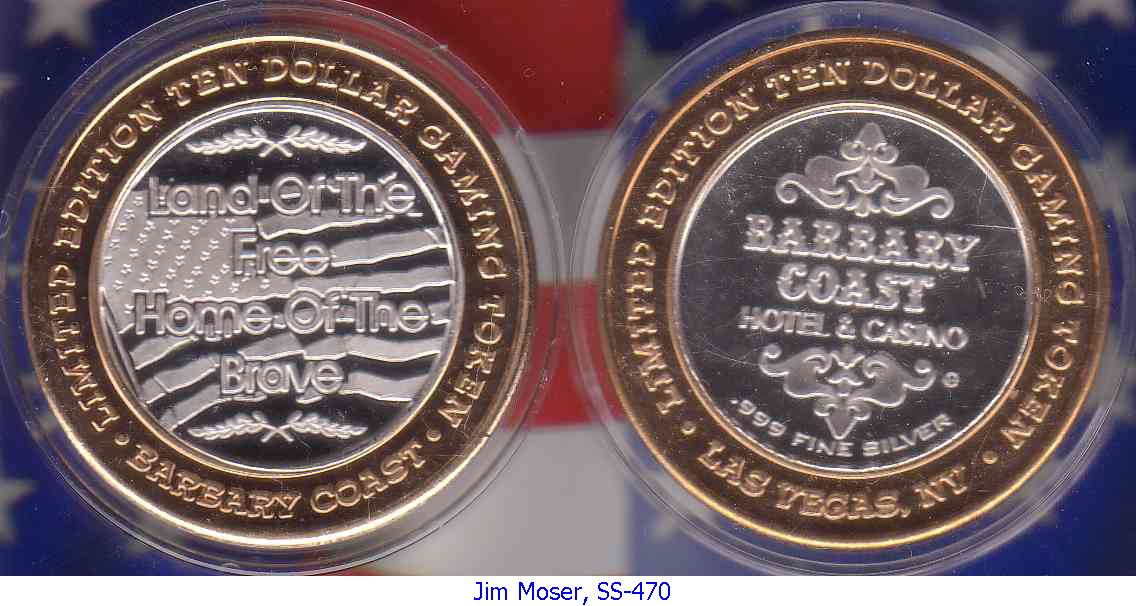 LIMITED EDITION TEN DOLLAR GAMING TOKEN
• BARBARY COAST •
Land Of The
Free
Home Of The
Brave
LIMITED EDITION TEN DOLLAR GAMING TOKEN
• LAS VEGAS, NV •
BARBARY
COAST
HOTEL & CASINO
G
.999 FINE SILVER
Jim Moser, SS-470